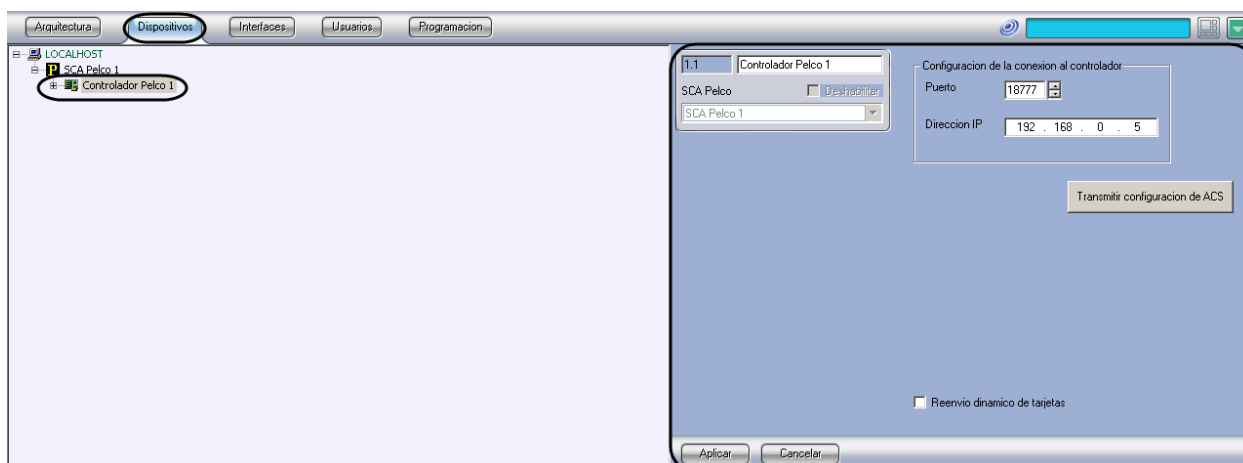 Arquitectura Dispositivos Interfaces Usuarios Programacion
LOCALHOST
SCA Pelco 1
Controlador Pelco 1
1.1 Controlador Pelco 1
SCA Pelco Deshabilitar
SCA Pelco 1
Configuracion de la conexion al controlador
Puerto 18777
Direccion IP 192 . 168 . 0 . 5
Transmitir configuracion de ACS
Reenvio dinamico de tarjetas
Aplicar Cancelar